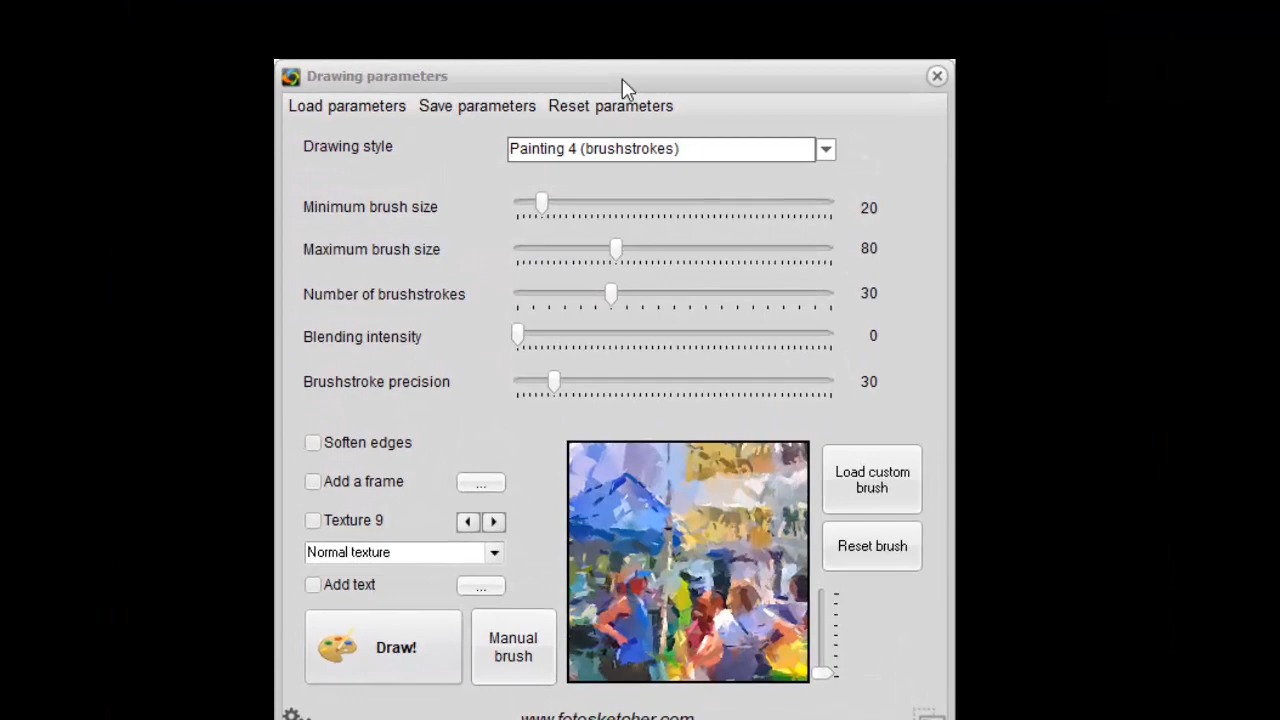 Drawing parameters
Load parameters Save parameters Reset parameters
Drawing style Painting 4 (brushstrokes)
Minimum brush size 20
Maximum brush size 80
Number of brushstrokes 30
Blending intensity 0
Brushstroke precision 30
Soften edges
Add a frame ...
Texture 9
Normal texture
Add text ...
Load custom
brush
Reset brush
Draw!
Manual
brush
www.fotosketcher.com